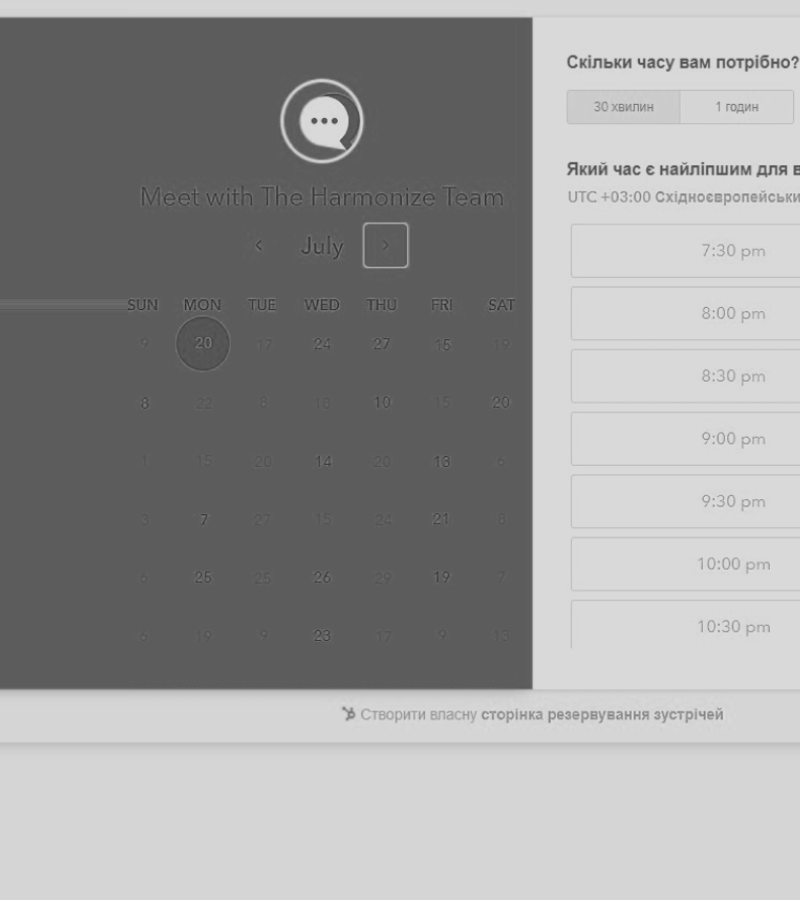 Meet with The Harmonize Team
July
SUN MON TUE WED THU FRI SAT
9 20 17 24 27 15 19
8 22 8 18 10 15 20
1 15 20 14 20 13 6
3 7 27 15 24 21 8
6 25 25 26 29 19 7
6 19 9 23 17 9 13
Скільки часу вам потрібно?
30 хвилин 1 годин
Який час є найліпшим для
UTC +03:00 Східноєвропейськи
7:30 pm
8:00 pm
8:30 pm
9:00 pm
9:30 pm
10:00 pm
10:30 pm
Створити власну сторінка резервування зустрічей